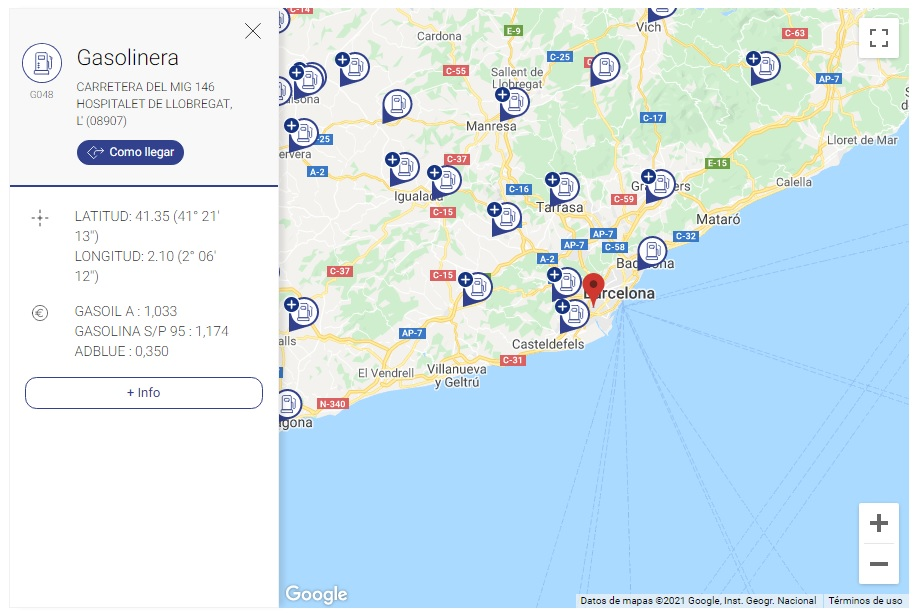 Gasolinera
G048
CARRETERA DEL MIG 146
HOSPITALET DE LLOBREGAT,
L' (08907)
Como llegar
LATITUD: 41.35 (41° 21'
13")
LONGITUD: 2.10 (2° 06'
12")
GASOIL A : 1,033
GASOLINA S/P 95 : 1,174
ADBLUE : 0,350
+ Info
C-14
Cardona
E-9
Vich
C-63
C-25
C-55
Sallent de
Llobregat
AP-7
Manresa
C-17
-25
Lloret de Mar
A-2
C-37
E-15
Calella
Igualada
C-16
C-59
C-15
Tarrasa
Mataró
AP-7
C-32
AP-7
C-58
A-2
C-37
C-15
Barcelona
AP-7
Casteldefels
C-31
Villanueva
y Geltrú
El Vendrell
N-340
Google
Datos de mapas ©2021 Google, Inst. Geogr. Nacional
Términos de uso